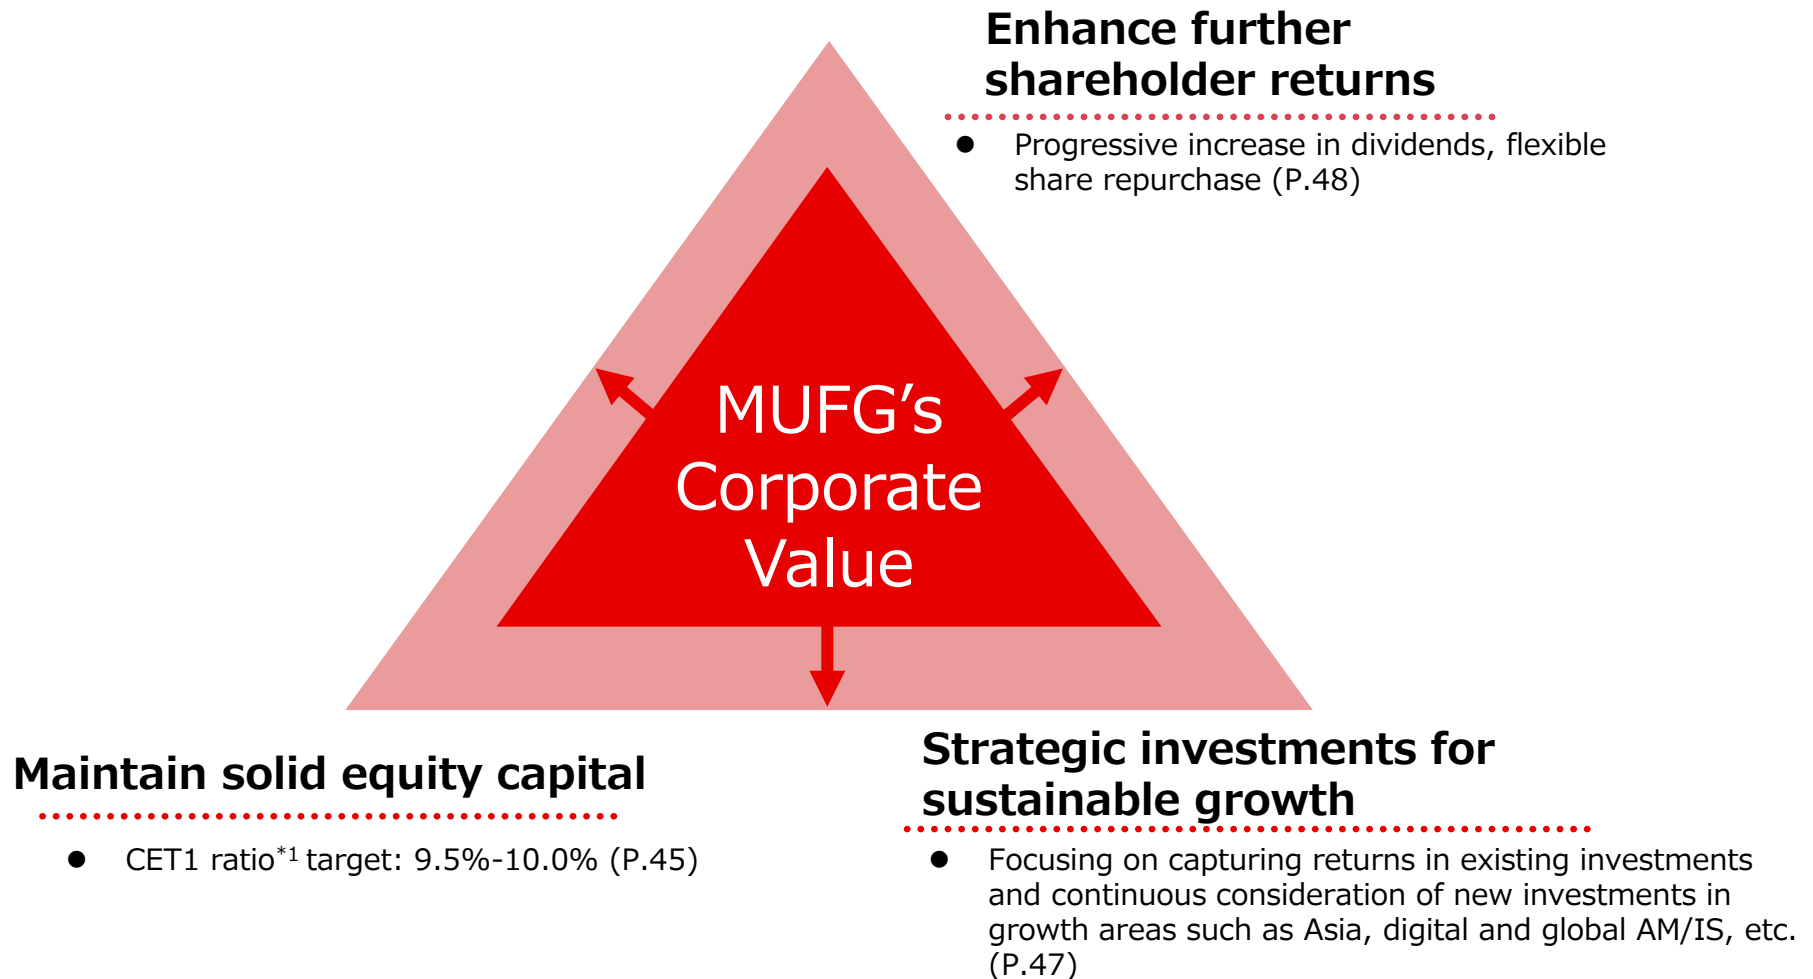 Enhance further
shareholder returns
● Progressive increase in dividends, flexible
share repurchase (P.48)
MUFG’s
Corporate
Value
Maintain solid equity capital
● CET1 ratio*1 target: 9.5%-10.0% (P.45)
Strategic investments for
sustainable growth
● Focusing on capturing returns in existing investments
and continuous consideration of new investments in
growth areas such as Asia, digital and global AM/IS, etc.
(P.47)